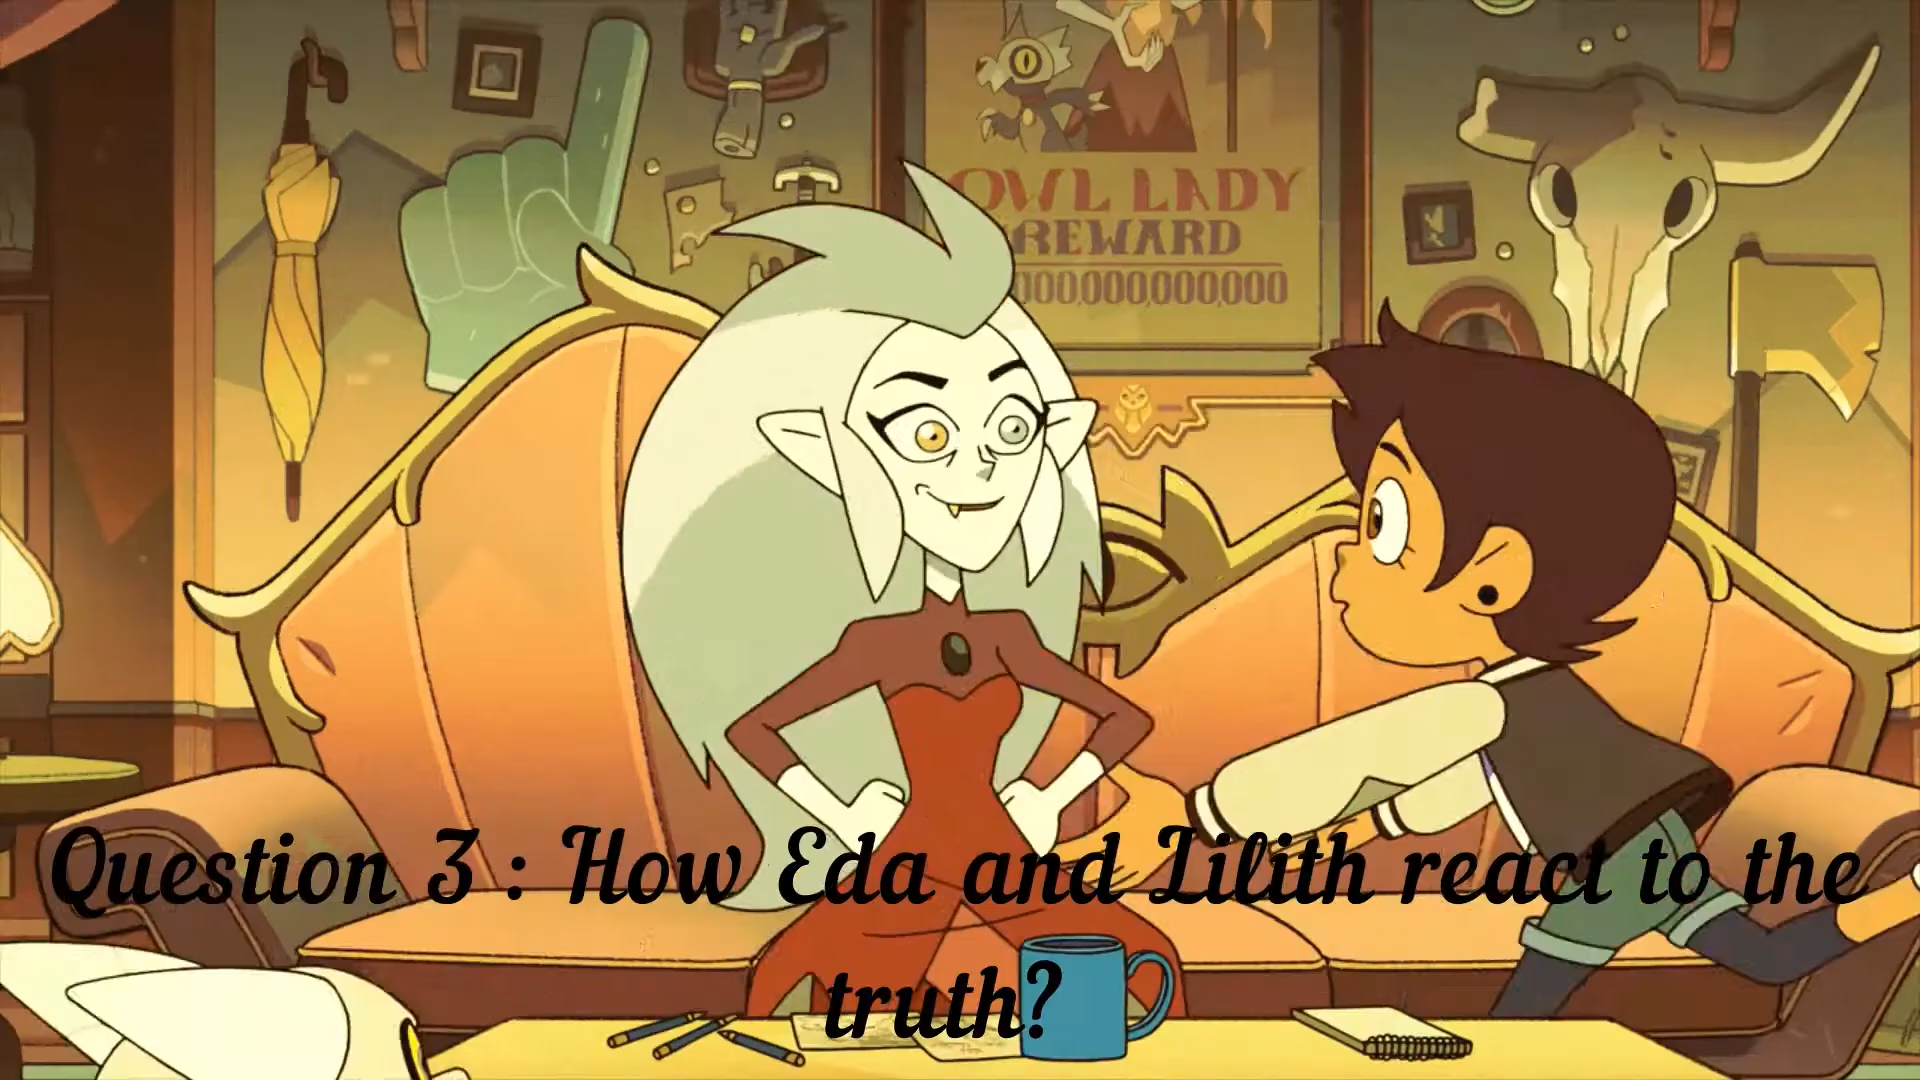 OWL LADY
REWARD
000,000,000,000
Question 3 : How Eda and Lilith react to the
truth?